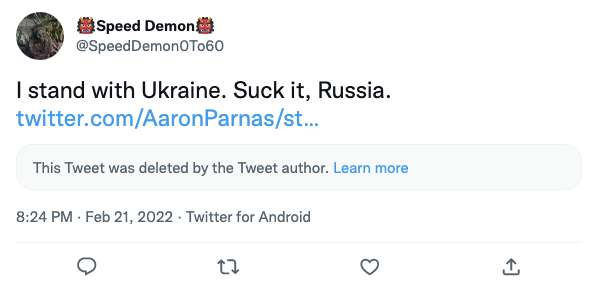 👹Speed Demon👹
@SpeedDemon0To60
I stand with Ukraine. Suck it, Russia.
twitter.com/AaronParnas/st…
This Tweet was deleted by the Tweet author. Learn more
8:24 PM · Feb 21, 2022 · Twitter for Android